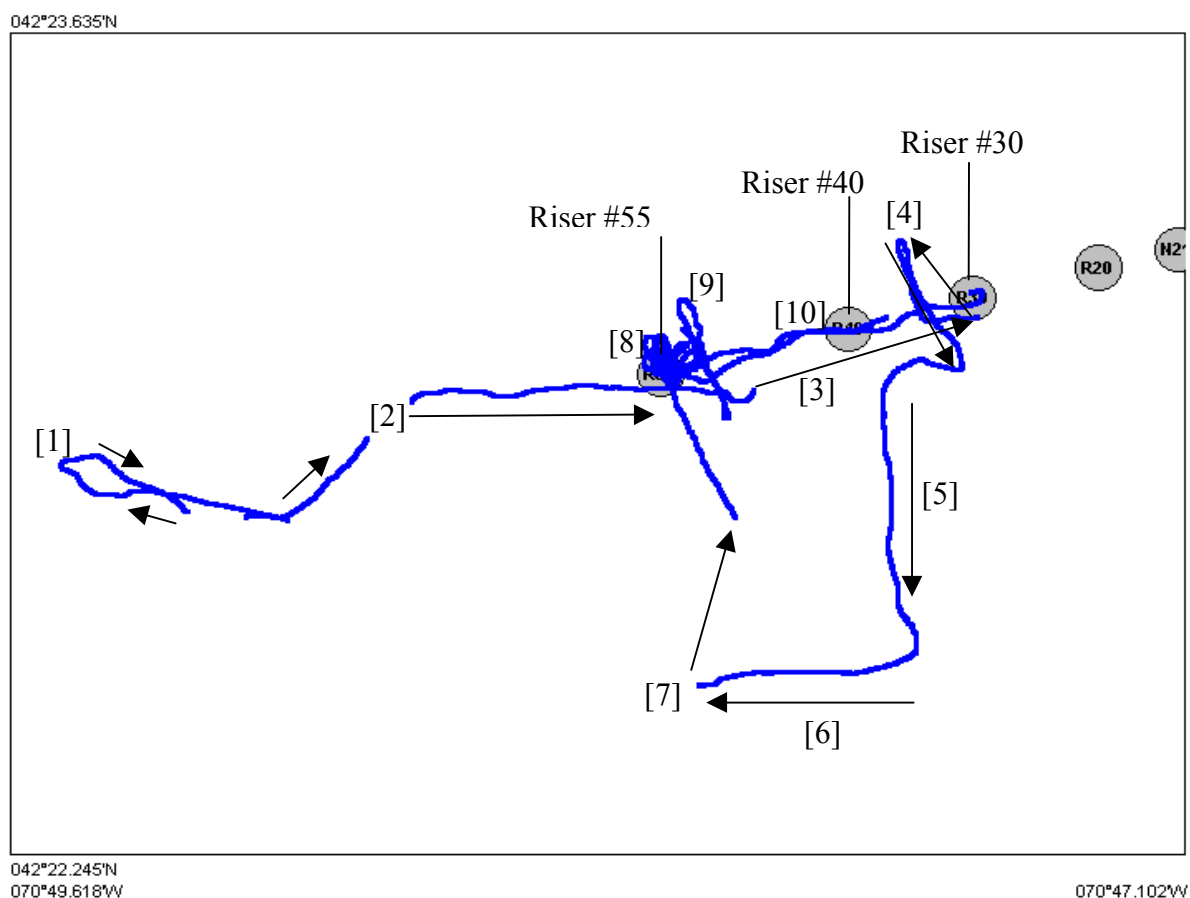 042°23.635'N
Riser #30
Riser #40
[4]
Riser #55
N2
R20
[9]
[10]
[8]
[3]
[2]
[1]
[5]
[7]
[6]
042°22.245'N
070°49.618'W
070°47.102'W